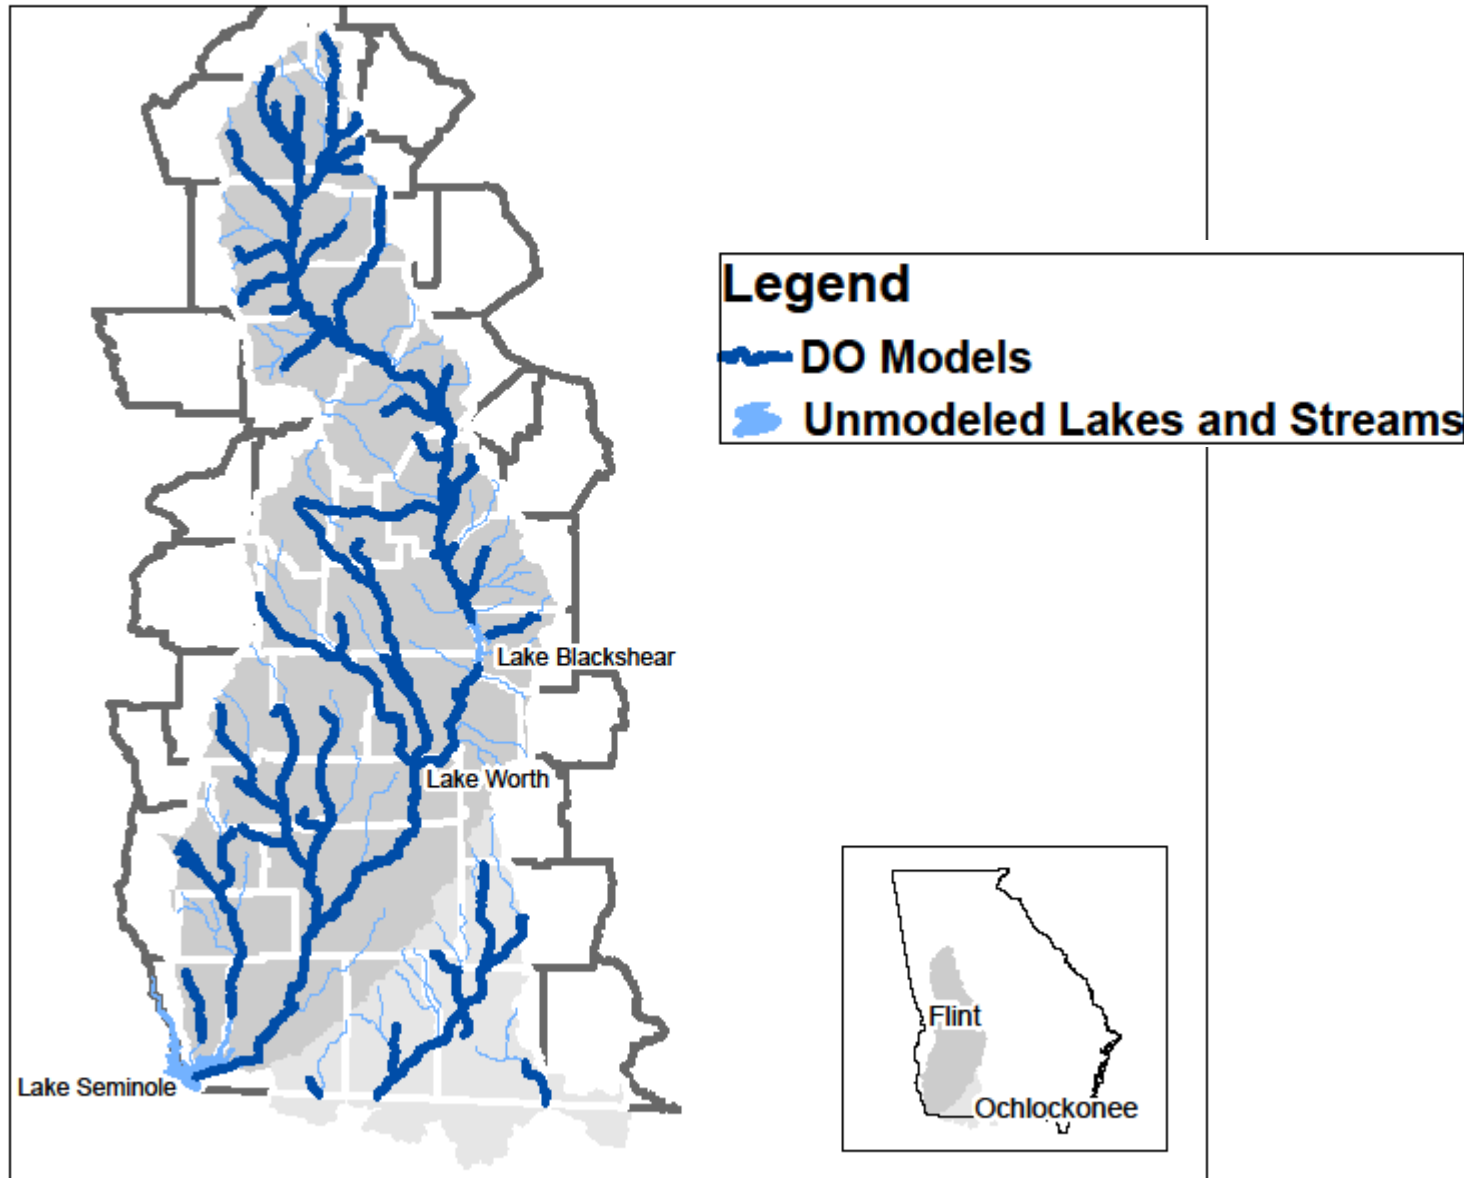 Legend
DO Models
Unmodeled Lakes and Streams
Lake Blackshear
Lake Worth
Lake Seminole
Flint
Ochlockonee